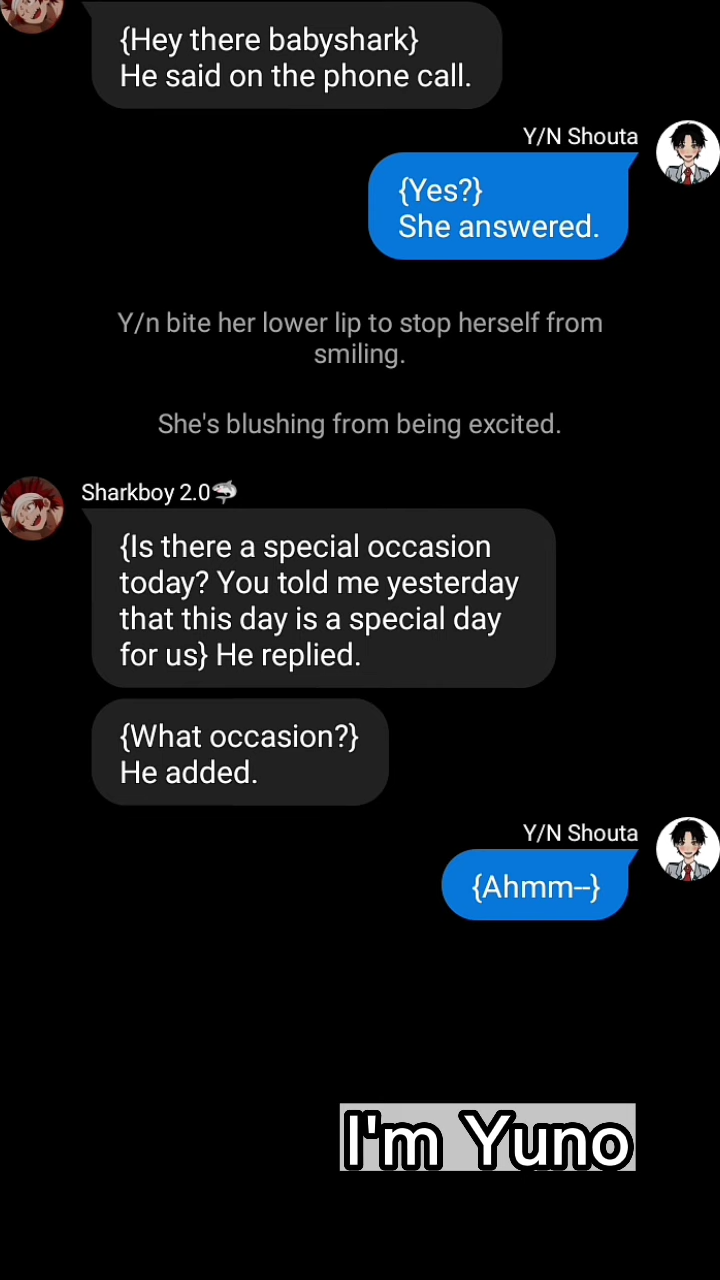 {Hey there babyshark}
He said on the phone call.
Y/N Shouta
{Yes?}
She answered.
Y/n bite her lower lip to stop herself from
smiling.
She's blushing from being excited.
Sharkboy 2.0🦈
{Is there a special occasion
today? You told me yesterday
that this day is a special day
for us} He replied.
{What occasion?}
He added.
Y/N Shouta
{Ahmm--}
I'm Yuno